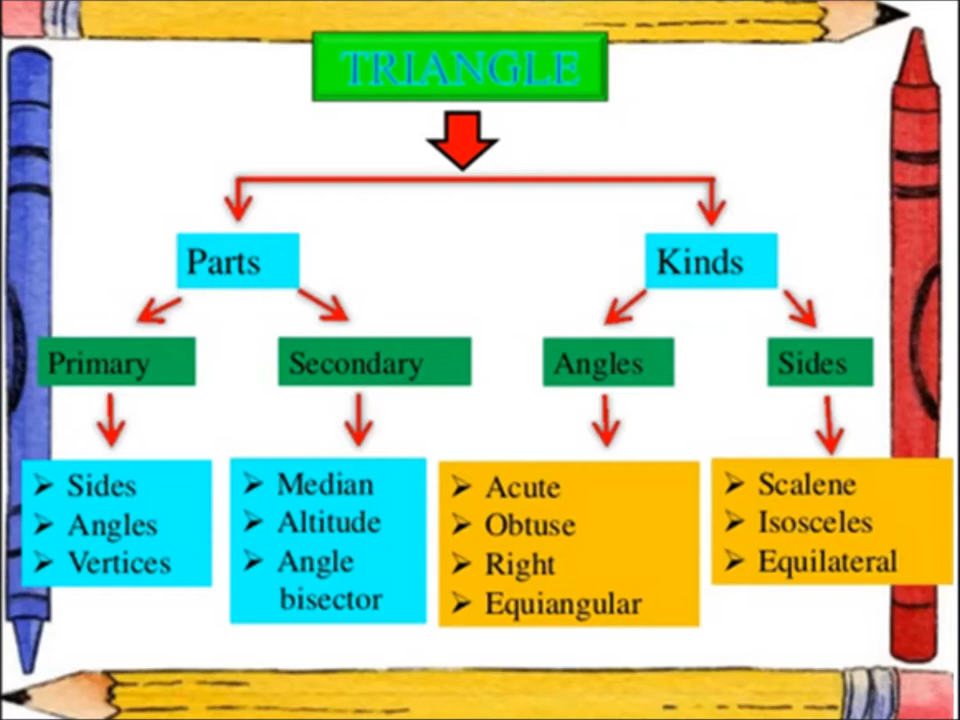 TRIANGLE
Parts
Kinds
Primary
Secondary
Angles
Sides
➢ Sides
➢ Angles
➢ Vertices
➢ Median
➢ Altitude
➢ Angle
bisector
➢ Acute
➢ Obtuse
➢ Right
➢ Equiangular
➢ Scalene
➢ Isosceles
➢ Equilateral